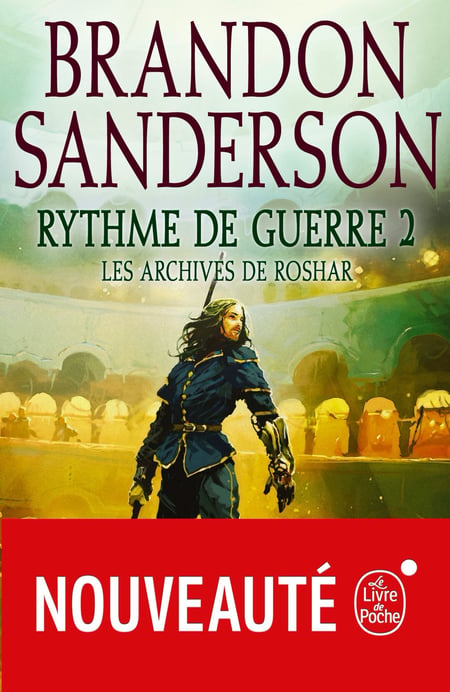 BRANDON
SANDERSON
RYTHME DE GUERRE 2
LES ARCHIVES DE ROSHAR
NOUVEAUTÉ
Le
Livre
de
Poche